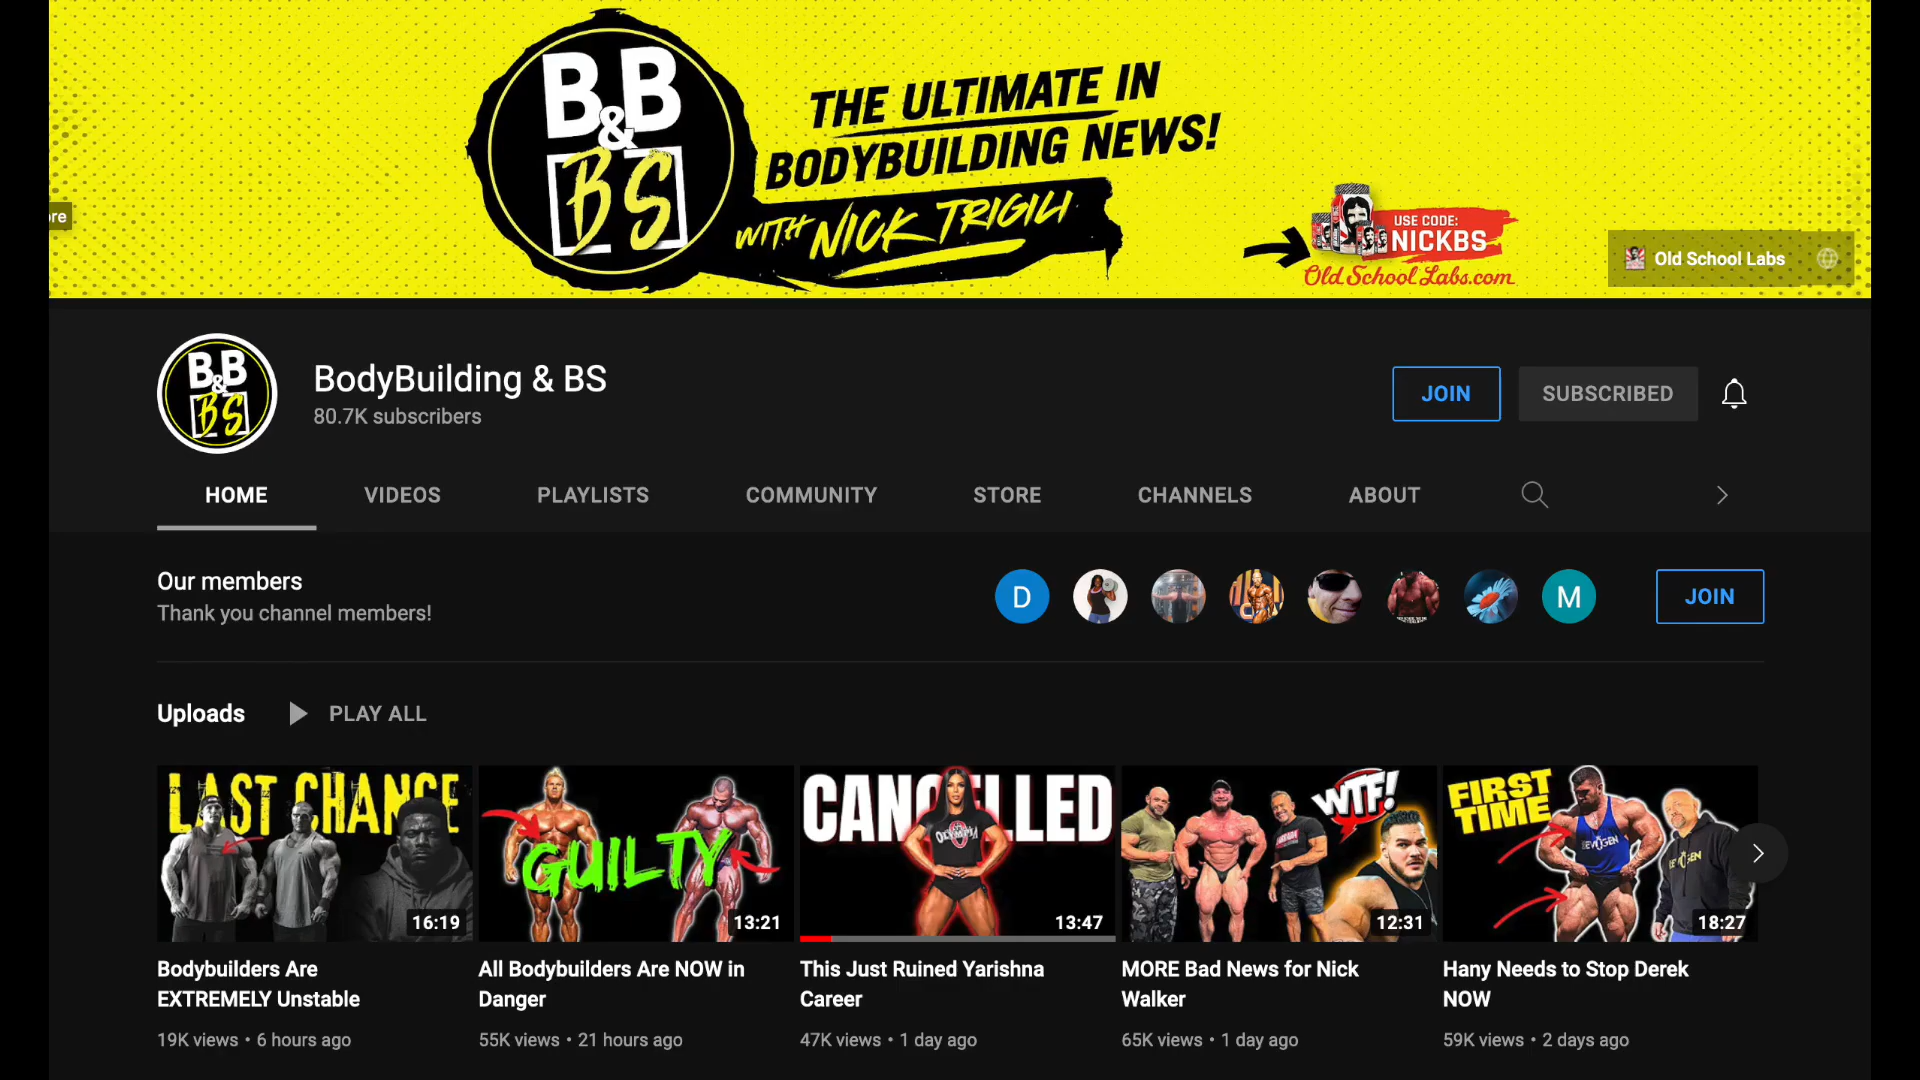 B&B
BS
THE ULTIMATE IN
BODYBUILDING NEWS!
WITH NICK TRIGILI
USE CODE:
NICKBS
Old School Labs.com
ore
Old School Labs
B&B
BS
BodyBuilding & BS
80.7K subscribers
JOIN
SUBSCRIBED
HOME
VIDEOS
PLAYLISTS
COMMUNITY
STORE
CHANNELS
ABOUT
Our members
Thank you channel members!
D
M
JOIN
Uploads
PLAY ALL
LAST CHANCE
16:19
GUILTY
13:21
CANCELLED
OLYMPIA
13:47
WTF!
12:31
FIRST
TIME
EVOGEN
18:27
Bodybuilders Are
EXTREMELY Unstable
19K views • 6 hours ago
All Bodybuilders Are NOW in
Danger
55K views • 21 hours ago
This Just Ruined Yarishna
Career
47K views • 1 day ago
MORE Bad News for Nick
Walker
65K views • 1 day ago
Hany Needs to Stop Derek
NOW
59K views • 2 days ago